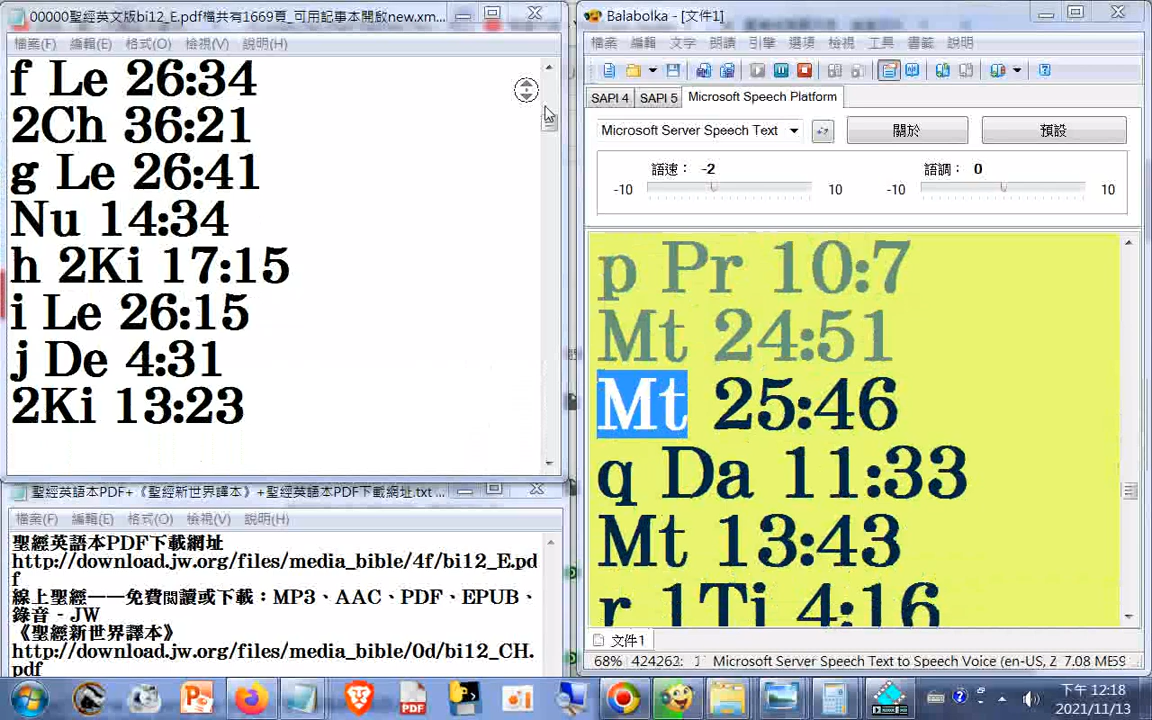 00000聖經英文版bi12_E.pdf檔共有1669頁_可用記事本開啟new.xm...
檔案(F) 編輯(E) 格式(O) 檢視(V) 說明(H)
f Le 26:34
2Ch 36:21
g Le 26:41
Nu 14:34
h 2Ki 17:15
i Le 26:15
j De 4:31
2Ki 13:23
聖經英語本PDF+《聖經新世界譯本》+聖經英語本PDF下載網址.txt ...
檔案(F) 編輯(E) 格式(O) 檢視(V) 說明(H)
聖經英語本PDF下載網址
http://download.jw.org/files/media_bible/4f/bi12_E.pd
f
線上聖經——免費閱讀或下載：MP3、AAC、PDF、EPUB、
錄音 - JW
《聖經新世界譯本》
http://download.jw.org/files/media_bible/0d/bi12_CH.
pdf
Balabolka - [文件1]
檔案 編輯 文字 朗讀 引擎 選項 檢視 工具 書籤 說明
SAPI 4 SAPI 5 Microsoft Speech Platform
Microsoft Server Speech Text 關於 預設
語速： -2 語調： 0
-10 10 -10 10
p Pr 10:7
Mt 24:51
Mt 25:46
q Da 11:33
Mt 13:43
r 1Ti 4:16
文件1
68% 424262: Microsoft Server Speech Text to Speech Voice (en-US, Z 7.08 ME59
下午 12:18
2021/11/13